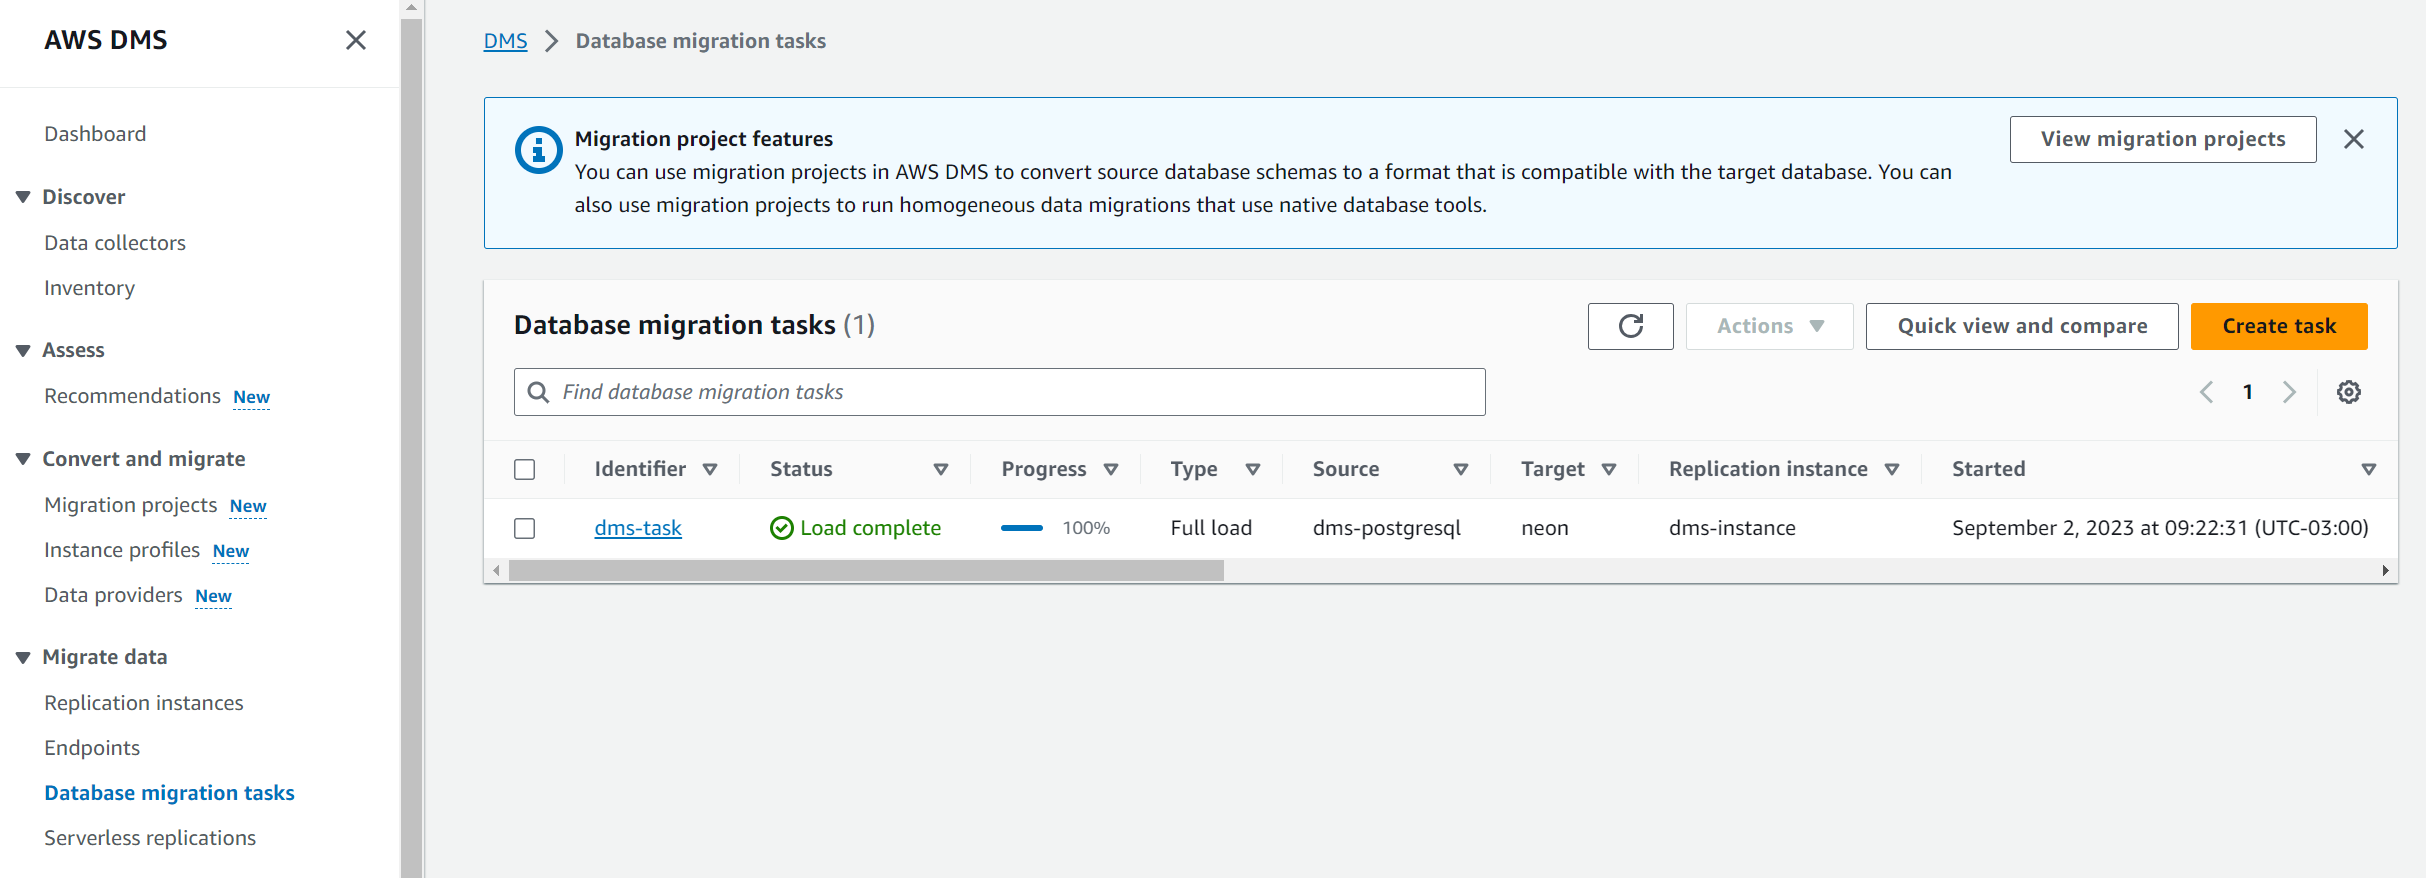 AWS DMS
Dashboard
Discover
Data collectors
Inventory
Assess
Recommendations New
Convert and migrate
Migration projects New
Instance profiles New
Data providers New
Migrate data
Replication instances
Endpoints
Database migration tasks
Serverless replications
DMS > Database migration tasks
Migration project features
You can use migration projects in AWS DMS to convert source database schemas to a format that is compatible with the target database. You can
also use migration projects to run homogeneous data migrations that use native database tools.
View migration projects
Database migration tasks (1)
Actions
Quick view and compare
Create task
Find database migration tasks
1
Identifier Status Progress Type Source Target Replication instance Started
dms-task Load complete 100% Full load dms-postgresql neon dms-instance September 2, 2023 at 09:22:31 (UTC-03:00)